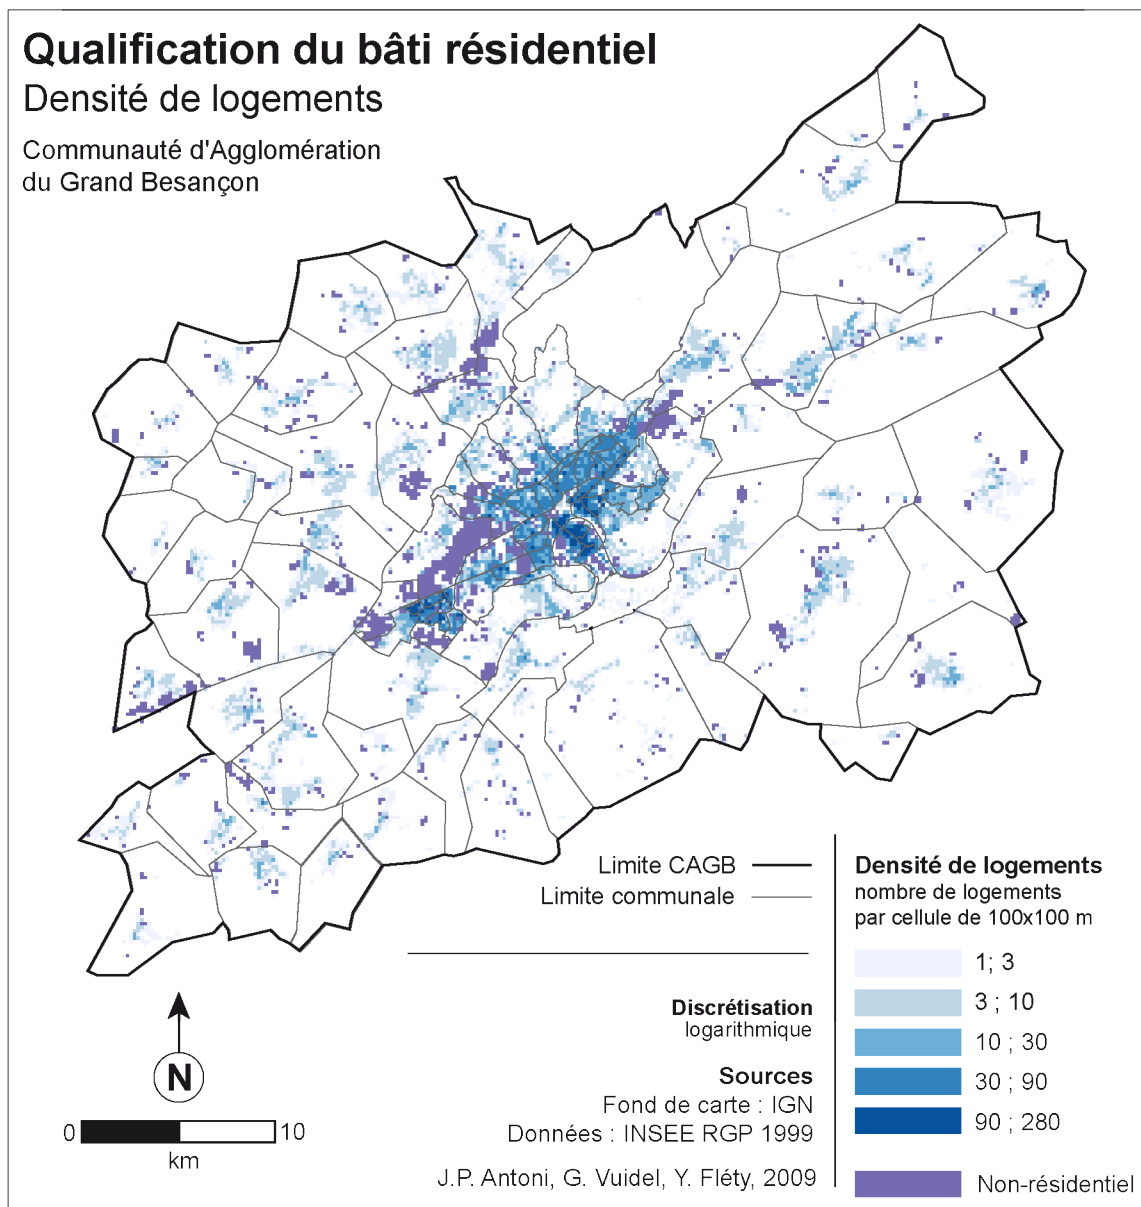 Qualification du bâti résidentiel
Densité de logements
Communauté d'Agglomération
du Grand Besançon
Limite CAGB
Limite communale
Discrétisation
logarithmique
Sources
Fond de carte : IGN
Données : INSEE RGP 1999
J.P. Antoni, G. Vuidel, Y. Fléty, 2009
Densité de logements
nombre de logements
par cellule de 100x100 m
1; 3
3 ; 10
10 ; 30
30 ; 90
90 ; 280
Non-résidentiel
N
0 10
km